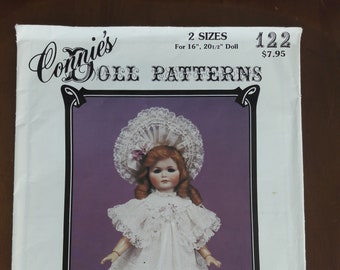 Connie's
DOLL PATTERNS
2 SIZES
For 16", 20½" Doll
122
$7.95